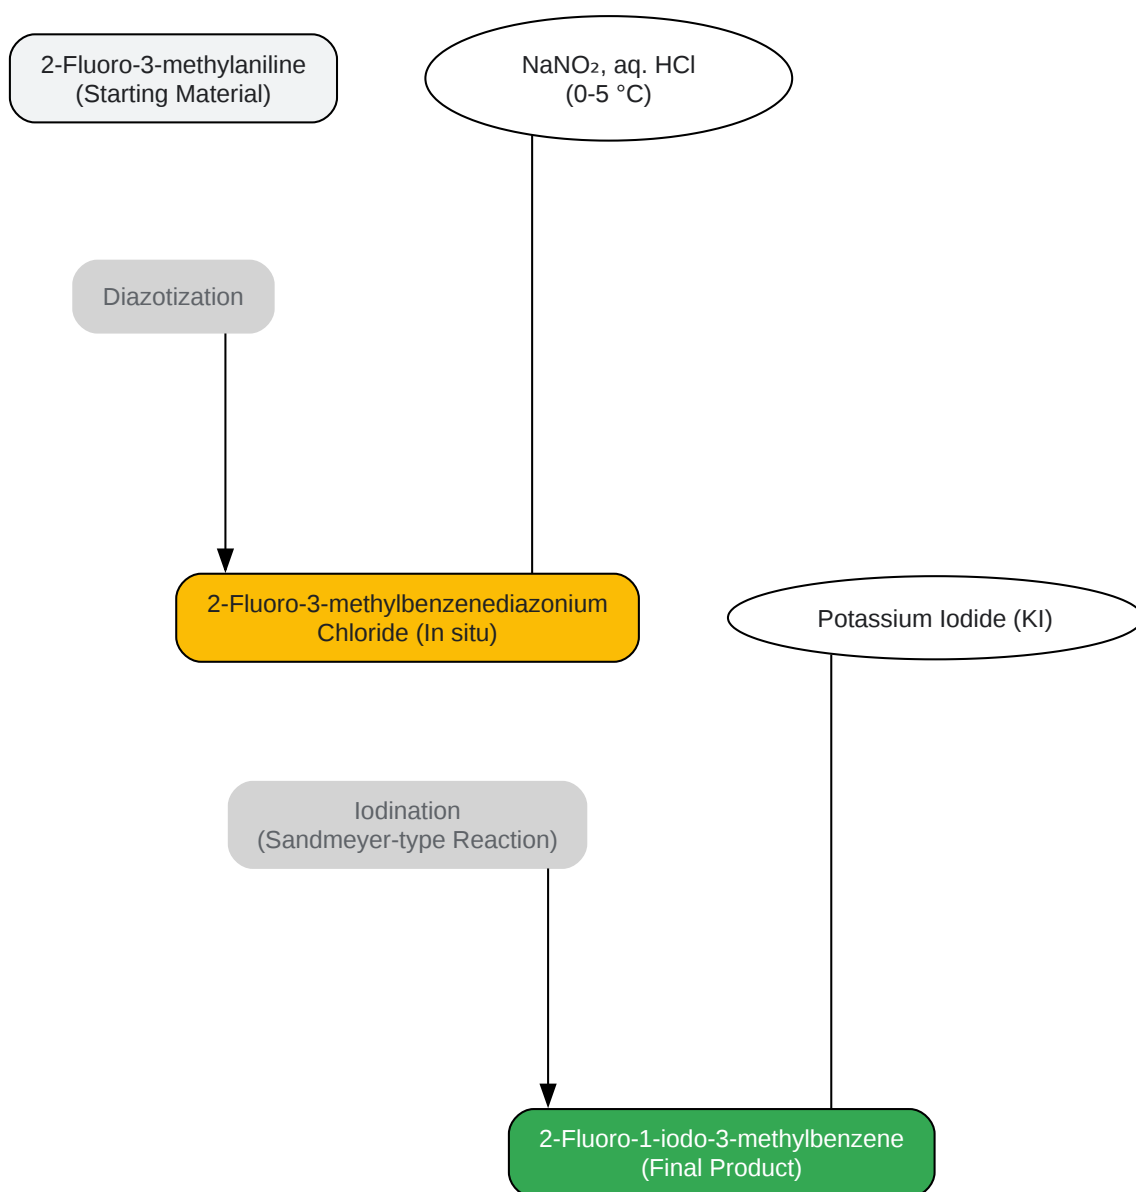 2-Fluoro-3-methylaniline
(Starting Material)
NaNO₂, aq. HCl
(0-5 °C)
Diazotization
2-Fluoro-3-methylbenzenediazonium
Chloride (In situ)
Potassium Iodide (KI)
Iodination
(Sandmeyer-type Reaction)
2-Fluoro-1-iodo-3-methylbenzene
(Final Product)